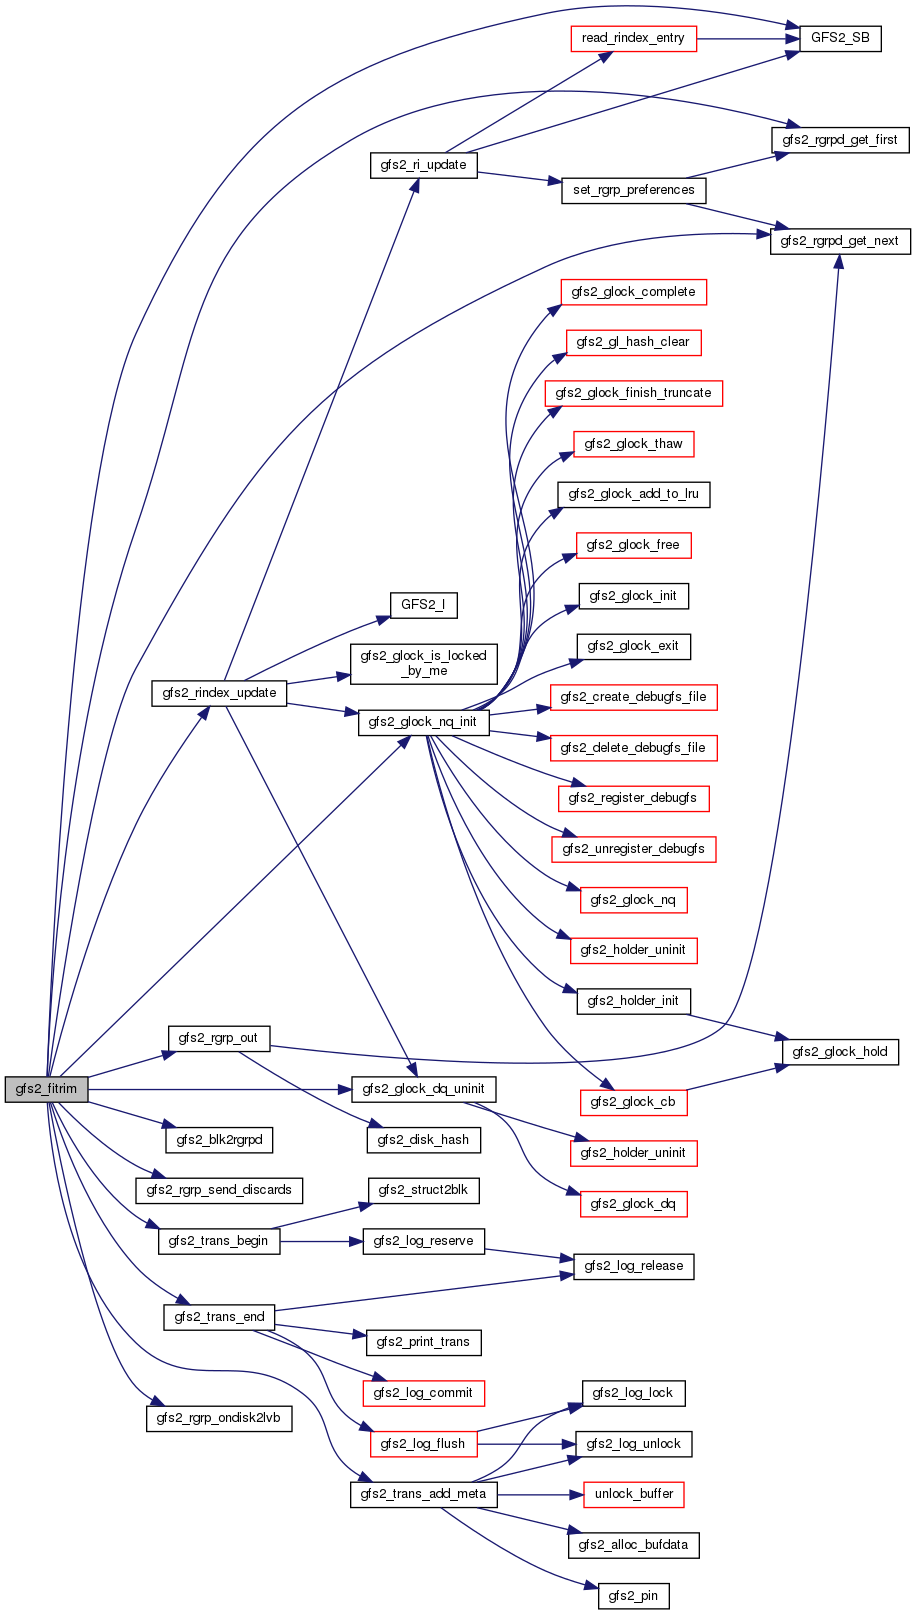 read_rindex_entry
GFS2_SB
gfs2_rgrpd_get_first
gfs2_ri_update
set_rgrp_preferences
gfs2_rgrpd_get_next
gfs2_glock_complete
gfs2_gl_hash_clear
gfs2_glock_finish_truncate
gfs2_glock_thaw
gfs2_glock_add_to_lru
gfs2_glock_free
gfs2_glock_init
GFS2_I
gfs2_glock_exit
gfs2_glock_is_locked
_by_me
gfs2_rindex_update
gfs2_create_debugfs_file
gfs2_glock_nq_init
gfs2_delete_debugfs_file
gfs2_register_debugfs
gfs2_unregister_debugfs
gfs2_glock_nq
gfs2_holder_uninit
gfs2_holder_init
gfs2_rgrp_out
gfs2_glock_hold
gfs2_fitrim
gfs2_glock_dq_uninit
gfs2_glock_cb
gfs2_blk2rgrpd
gfs2_disk_hash
gfs2_holder_uninit
gfs2_rgrp_send_discards
gfs2_struct2blk
gfs2_glock_dq
gfs2_trans_begin
gfs2_log_reserve
gfs2_log_release
gfs2_trans_end
gfs2_print_trans
gfs2_log_commit
gfs2_log_lock
gfs2_rgrp_ondisk2lvb
gfs2_log_flush
gfs2_log_unlock
gfs2_trans_add_meta
unlock_buffer
gfs2_alloc_bufdata
gfs2_pin